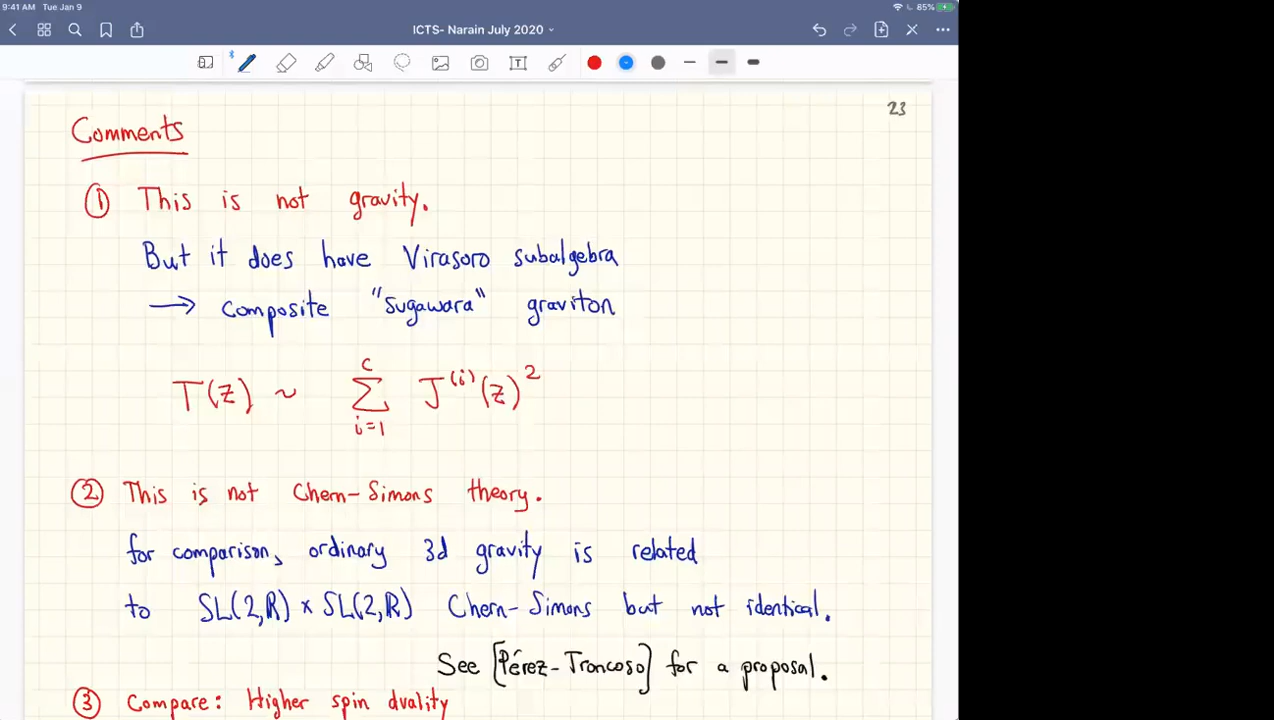 9:41 AM Tue Jan 9
85%
ICTS- Narain July 2020
23
Comments
① This is not gravity.
But it does have Virasoro subalgebra
→ composite "Sugawara" graviton
T(z) ~ ∑_{i=1}^{c} J^{(i)}(z)^2
② This is not Chern-Simons theory.
for comparison, ordinary 3d gravity is related
to SL(2,R) × SL(2,R) Chern-Simons but not identical.
See [Pérez-Troncoso] for a proposal.
③ Compare: Higher spin duality